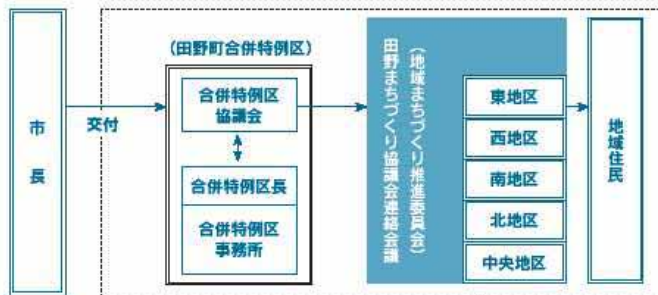 市長
交付
(田野町合併特例区)
合併特例区
協議会
合併特例区長
合併特例区
事務所
(地域まちづくり推進委員会)
田野まちづくり協議会連絡会議
東地区
西地区
南地区
北地区
中央地区
地域住民